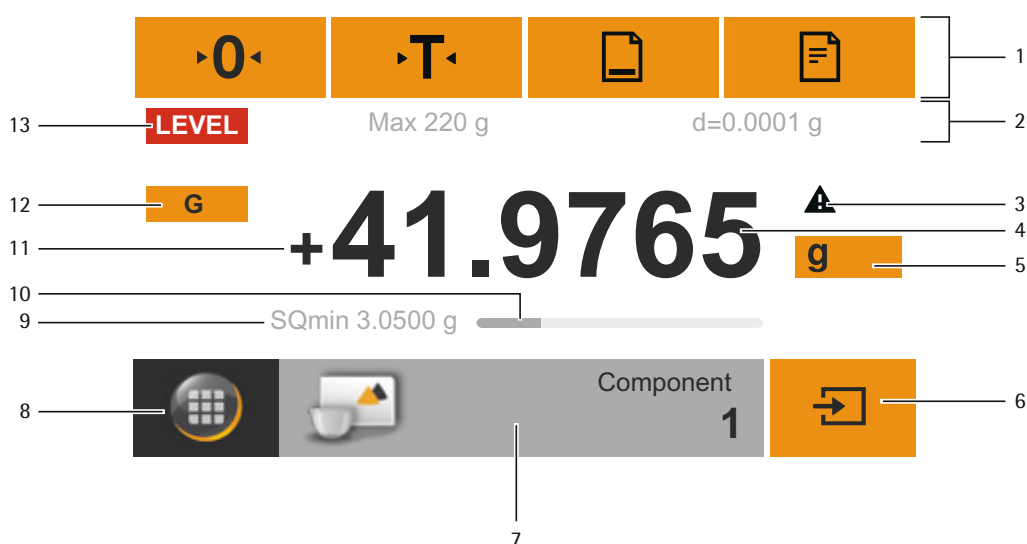 0 T
1
13 LEVEL Max 220 g d=0.0001 g 2
12 G 3
+41.9765 4
11 g 5
10
9 SQmin 3.0500 g
Component
8 1 6
7